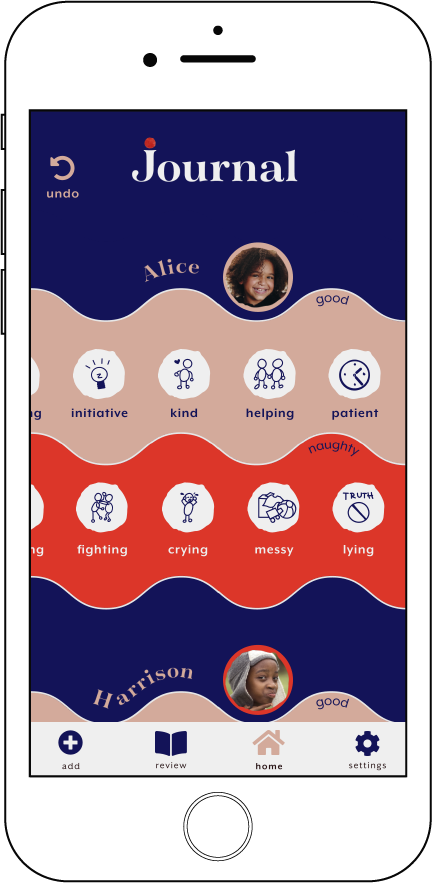 Journal
undo
Alice
good
ng initiative kind helping patient
naughty
TRUTH
ng fighting crying messy lying
Harrison
good
add review home settings